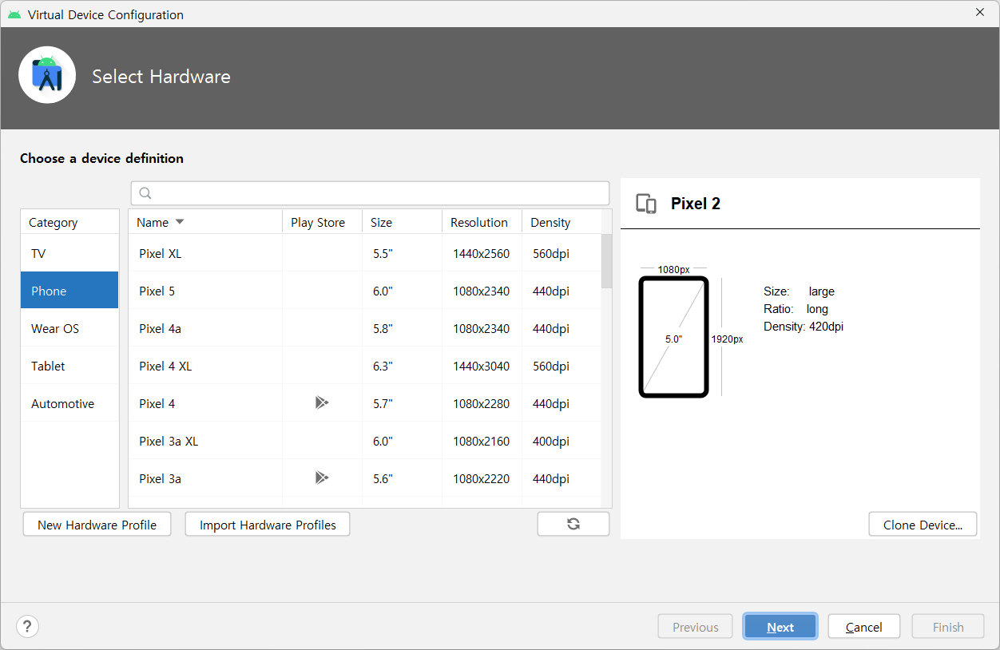 Virtual Device Configuration
Select Hardware
Choose a device definition
Category
TV
Phone
Wear OS
Tablet
Automotive
Name Play Store Size Resolution Density
Pixel XL 5.5" 1440x2560 560dpi
Pixel 5 6.0" 1080x2340 440dpi
Pixel 4a 5.8" 1080x2340 440dpi
Pixel 4 XL 6.3" 1440x3040 560dpi
Pixel 4 5.7" 1080x2280 440dpi
Pixel 3a XL 6.0" 1080x2160 400dpi
Pixel 3a 5.6" 1080x2220 440dpi
New Hardware Profile Import Hardware Profiles
Pixel 2
1080px
5.0"
1920px
Size: large
Ratio: long
Density: 420dpi
Clone Device...
? Previous Next Cancel Finish